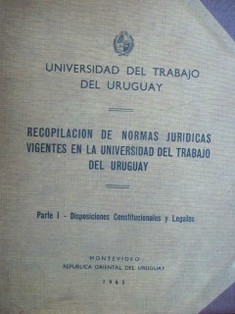 UNIVERSIDAD DEL TRABAJO
DEL URUGUAY
RECOPILACION DE NORMAS JURIDICAS
VIGENTES EN LA UNIVERSIDAD DEL TRABAJO
DEL URUGUAY
Parte I - Disposiciones Constitucionales y Legales
MONTEVIDEO
REPUBLICA ORIENTAL DEL URUGUAY
1965